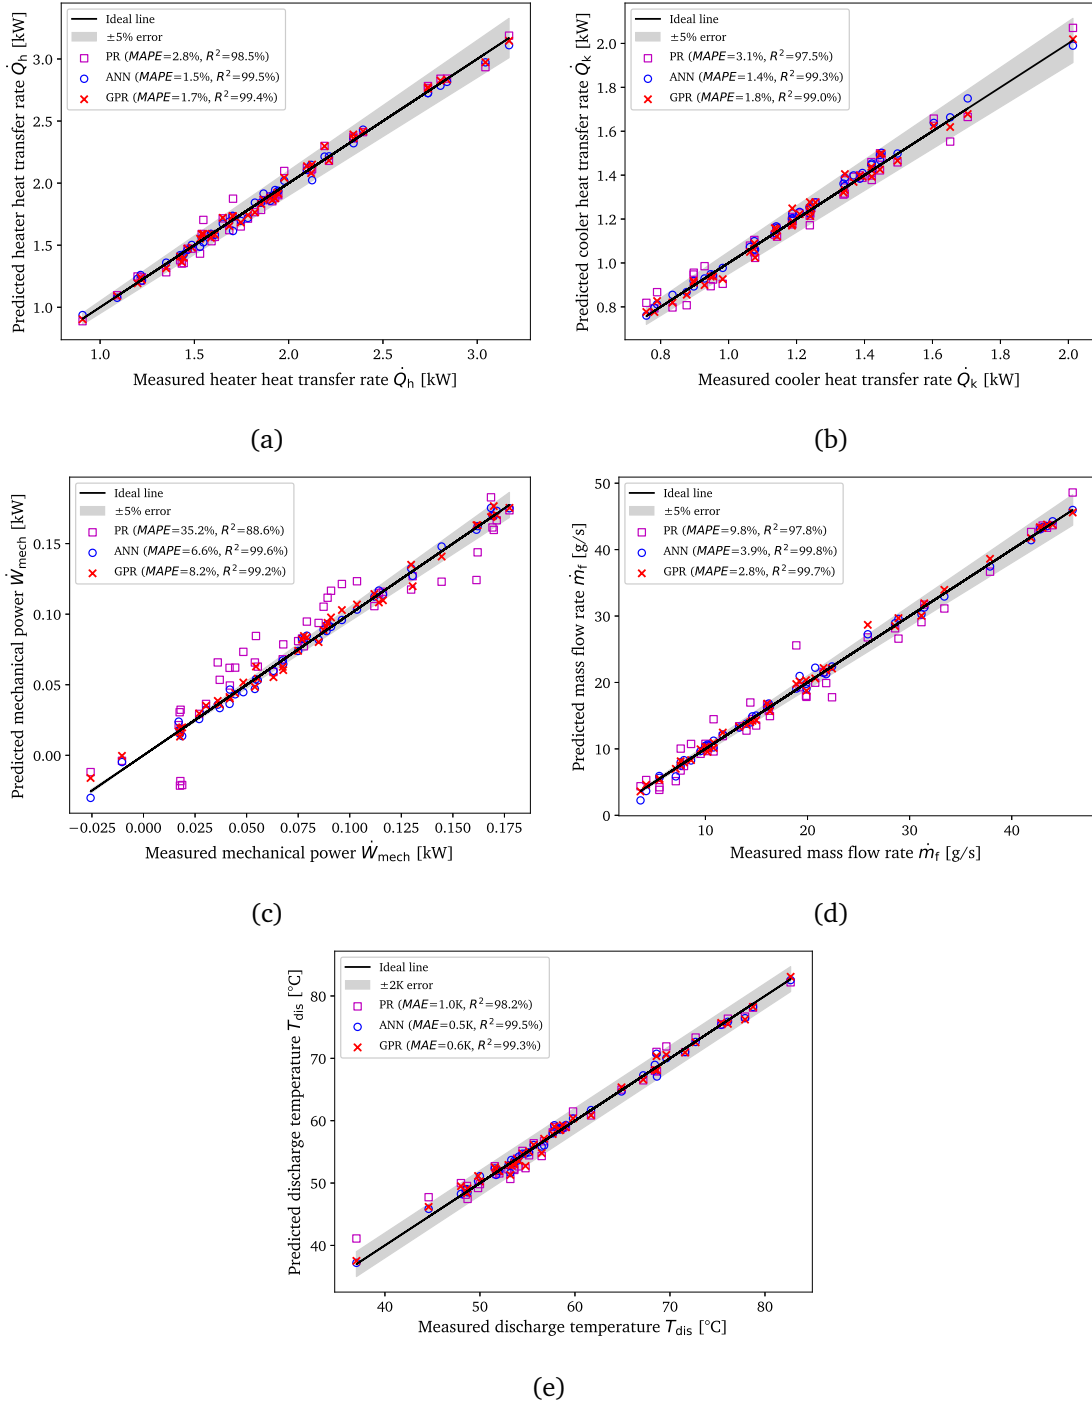 Ideal line
±5% error
PR (MAPE=2.8%, R²=98.5%)
ANN (MAPE=1.5%, R²=99.5%)
GPR (MAPE=1.7%, R²=99.4%)
Predicted heater heat transfer rate Q̇h [kW]
3.0
2.5
2.0
1.5
1.0
1.0 1.5 2.0 2.5 3.0
Measured heater heat transfer rate Q̇h [kW]
(a)
Ideal line
±5% error
PR (MAPE=3.1%, R²=97.5%)
ANN (MAPE=1.4%, R²=99.3%)
GPR (MAPE=1.8%, R²=99.0%)
Predicted cooler heat transfer rate Q̇k [kW]
2.0
1.8
1.6
1.4
1.2
1.0
0.8
0.8 1.0 1.2 1.4 1.6 1.8 2.0
Measured cooler heat transfer rate Q̇k [kW]
(b)
Ideal line
±5% error
PR (MAPE=35.2%, R²=88.6%)
ANN (MAPE=6.6%, R²=99.6%)
GPR (MAPE=8.2%, R²=99.2%)
Predicted mechanical power Ẇmech [kW]
0.15
0.10
0.05
0.00
−0.025 0.000 0.025 0.050 0.075 0.100 0.125 0.150 0.175
Measured mechanical power Ẇmech [kW]
(c)
Ideal line
±5% error
PR (MAPE=9.8%, R²=97.8%)
ANN (MAPE=3.9%, R²=99.8%)
GPR (MAPE=2.8%, R²=99.7%)
Predicted mass flow rate ṁf [g/s]
50
40
30
20
10
0
10 20 30 40
Measured mass flow rate ṁf [g/s]
(d)
Ideal line
±2K error
PR (MAE=1.0K, R²=98.2%)
ANN (MAE=0.5K, R²=99.5%)
GPR (MAE=0.6K, R²=99.3%)
Predicted discharge temperature Tdis [°C]
80
70
60
50
40
40 50 60 70 80
Measured discharge temperature Tdis [°C]
(e)